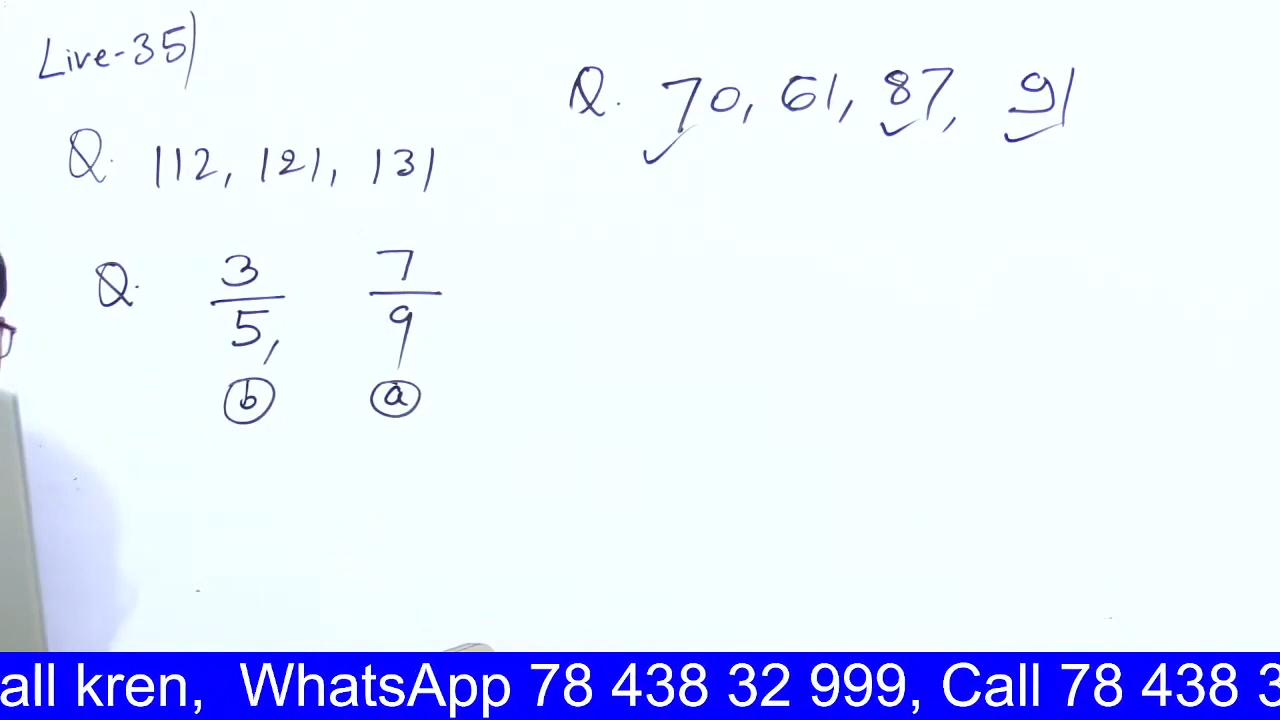 Live-35)
Q. 112, 121, 131
Q. 3/5, 7/9
b a
Q. 70, 61, 87, 91
all kren, WhatsApp 78 438 32 999, Call 78 438 3